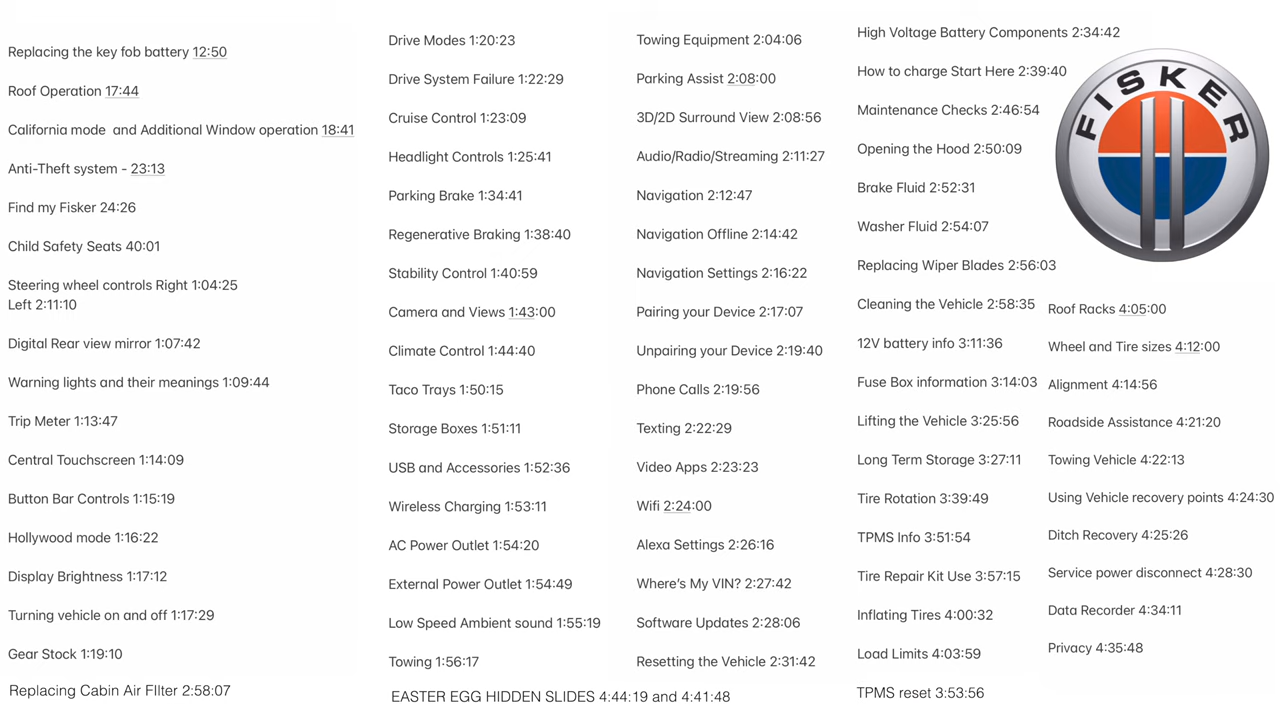 Replacing the key fob battery 12:50
Roof Operation 17:44
California mode  and Additional Window operation 18:41
Anti-Theft system - 23:13
Find my Fisker 24:26
Child Safety Seats 40:01
Steering wheel controls Right 1:04:25
Left 2:11:10
Digital Rear view mirror 1:07:42
Warning lights and their meanings 1:09:44
Trip Meter 1:13:47
Central Touchscreen 1:14:09
Button Bar Controls 1:15:19
Hollywood mode 1:16:22
Display Brightness 1:17:12
Turning vehicle on and off 1:17:29
Gear Stock 1:19:10
Replacing Cabin Air FIlter 2:58:07
Drive Modes 1:20:23
Drive System Failure 1:22:29
Cruise Control 1:23:09
Headlight Controls 1:25:41
Parking Brake 1:34:41
Regenerative Braking 1:38:40
Stability Control 1:40:59
Camera and Views 1:43:00
Climate Control 1:44:40
Taco Trays 1:50:15
Storage Boxes 1:51:11
USB and Accessories 1:52:36
Wireless Charging 1:53:11
AC Power Outlet 1:54:20
External Power Outlet 1:54:49
Low Speed Ambient sound 1:55:19
Towing 1:56:17
EASTER EGG HIDDEN SLIDES 4:44:19 and 4:41:48
Towing Equipment 2:04:06
Parking Assist 2:08:00
3D/2D Surround View 2:08:56
Audio/Radio/Streaming 2:11:27
Navigation 2:12:47
Navigation Offline 2:14:42
Navigation Settings 2:16:22
Pairing your Device 2:17:07
Unpairing your Device 2:19:40
Phone Calls 2:19:56
Texting 2:22:29
Video Apps 2:23:23
Wifi 2:24:00
Alexa Settings 2:26:16
Where's My VIN? 2:27:42
Software Updates 2:28:06
Resetting the Vehicle 2:31:42
High Voltage Battery Components 2:34:42
How to charge Start Here 2:39:40
Maintenance Checks 2:46:54
Opening the Hood 2:50:09
Brake Fluid 2:52:31
Washer Fluid 2:54:07
Replacing Wiper Blades 2:56:03
Cleaning the Vehicle 2:58:35
12V battery info 3:11:36
Fuse Box information 3:14:03
Lifting the Vehicle 3:25:56
Long Term Storage 3:27:11
Tire Rotation 3:39:49
TPMS Info 3:51:54
Tire Repair Kit Use 3:57:15
Inflating Tires 4:00:32
Load Limits 4:03:59
TPMS reset 3:53:56
FISKER
Roof Racks 4:05:00
Wheel and Tire sizes 4:12:00
Alignment 4:14:56
Roadside Assistance 4:21:20
Towing Vehicle 4:22:13
Using Vehicle recovery points 4:24:30
Ditch Recovery 4:25:26
Service power disconnect 4:28:30
Data Recorder 4:34:11
Privacy 4:35:48